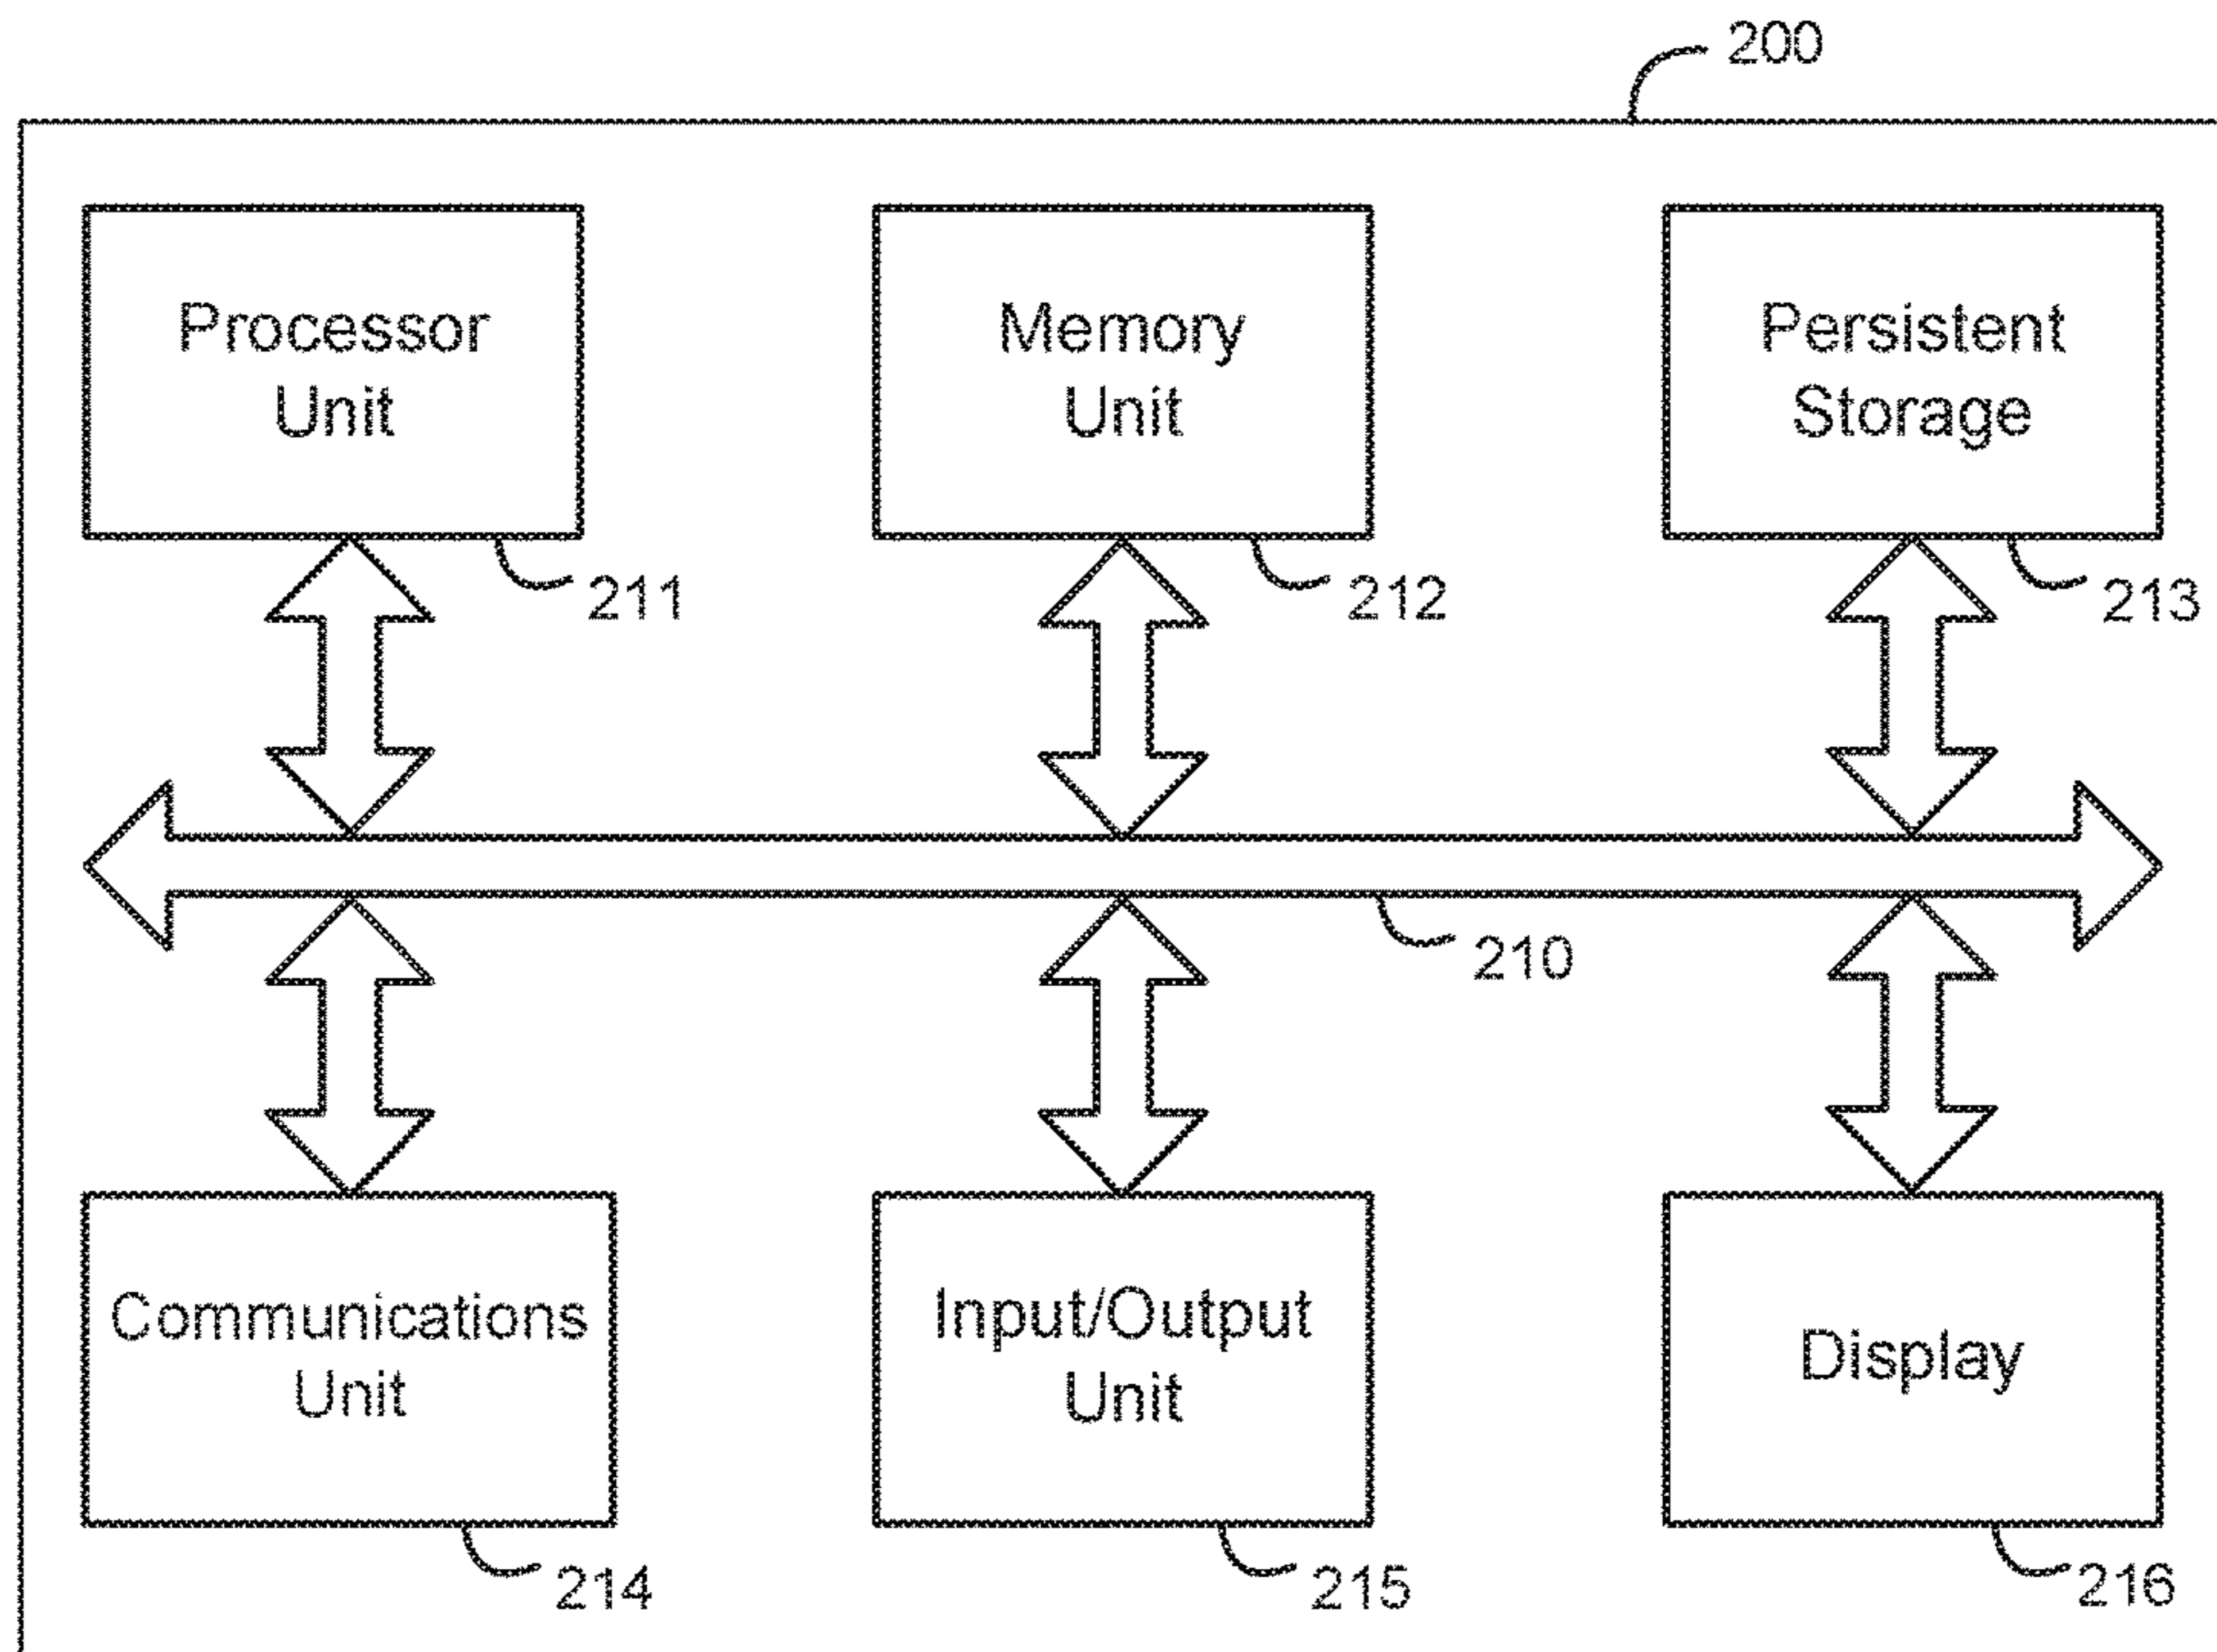 200
Processor
Unit
Memory
Unit
Persistent
Storage
211
212
213
210
Communications
Unit
Input/Output
Unit
Display
214
215
216